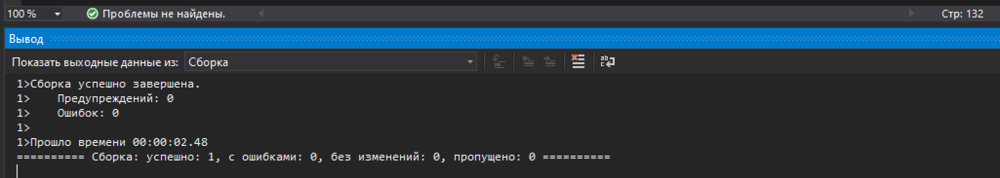 100 %
Проблемы не найдены.
Стр: 132
Вывод
Показать выходные данные из: Сборка
1>Сборка успешно завершена.
1>    Предупреждений: 0
1>    Ошибок: 0
1>
1>Прошло времени 00:00:02.48
========== Сборка: успешно: 1, с ошибками: 0, без изменений: 0, пропущено: 0 ==========